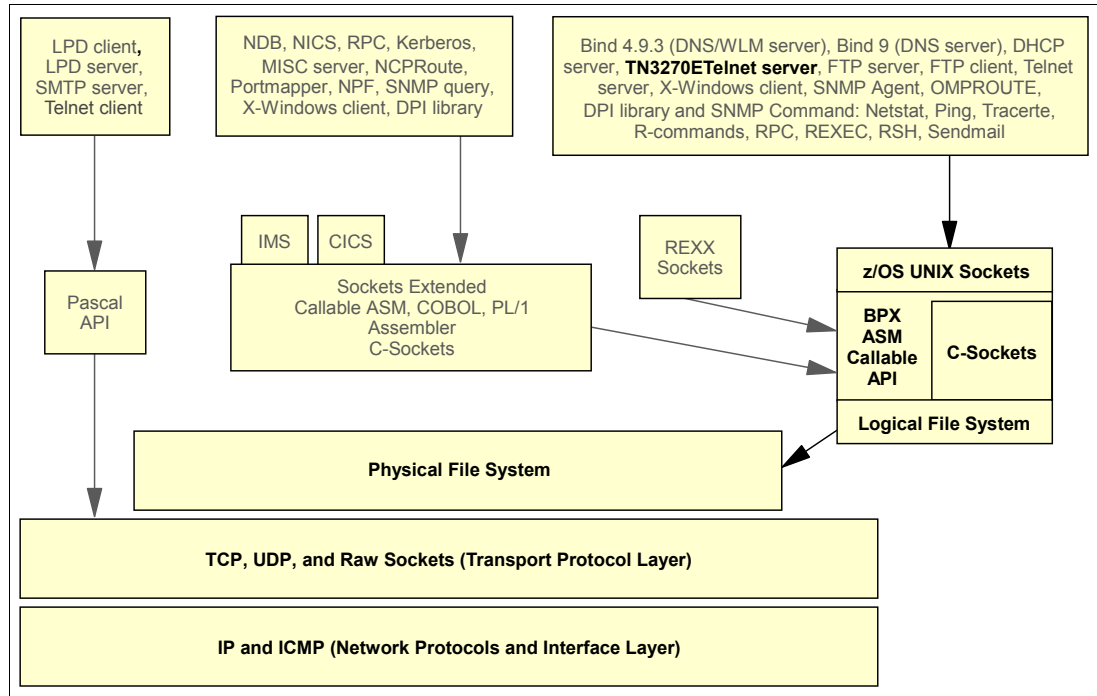 LPD client,
LPD server,
SMTP server,
Telnet client
NDB, NICS, RPC, Kerberos,
MISC server, NCPRoute,
Portmapper, NPF, SNMP query,
X-Windows client, DPI library
Bind 4.9.3 (DNS/WLM server), Bind 9 (DNS server), DHCP
server, TN3270ETelnet server, FTP server, FTP client, Telnet
server, X-Windows client, SNMP Agent, OMPROUTE,
DPI library and SNMP Command: Netstat, Ping, Tracerte,
R-commands, RPC, REXEC, RSH, Sendmail
IMS
CICS
REXX
Sockets
Pascal
API
Sockets Extended
Callable ASM, COBOL, PL/1
Assembler
C-Sockets
z/OS UNIX Sockets
BPX
ASM
Callable
API
C-Sockets
Logical File System
Physical File System
TCP, UDP, and Raw Sockets (Transport Protocol Layer)
IP and ICMP (Network Protocols and Interface Layer)